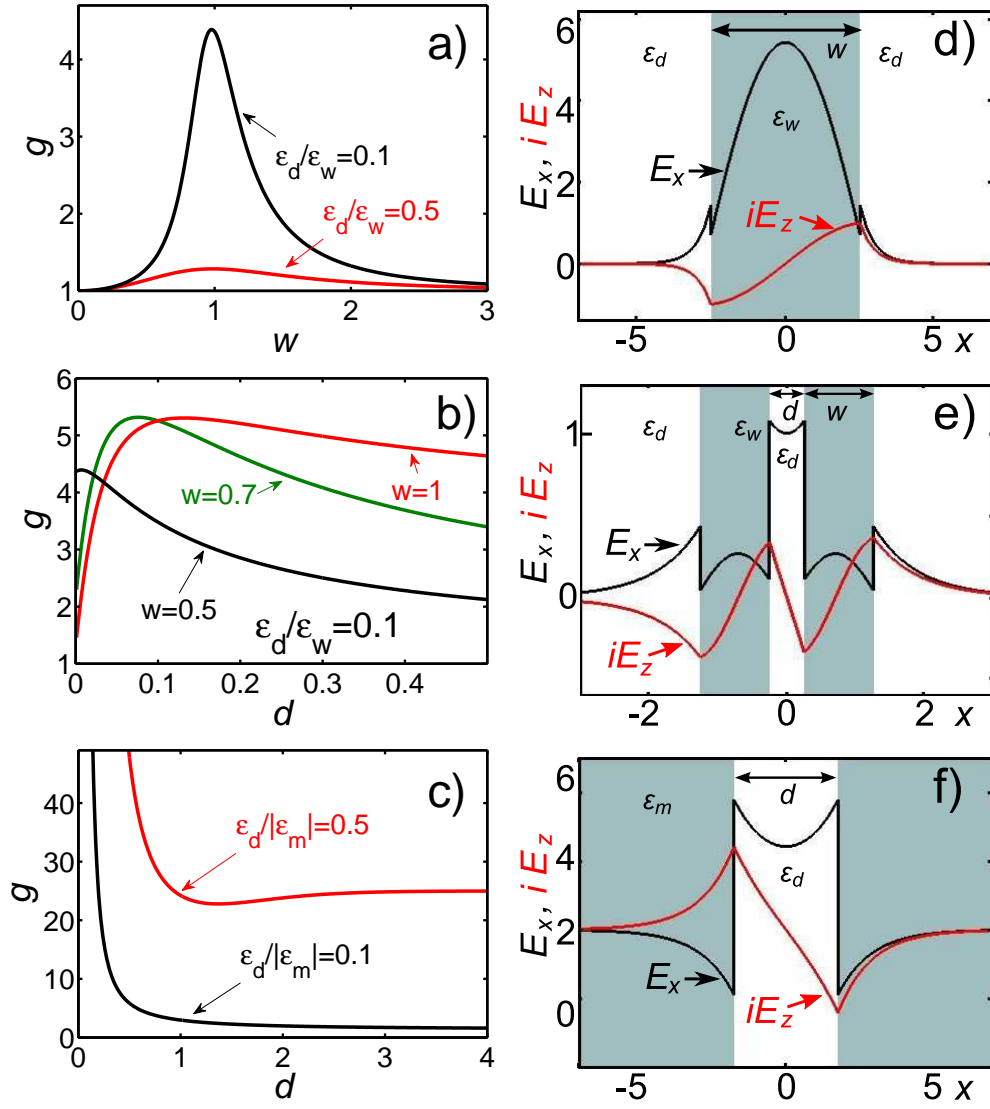 a)
g
4
3
2
1
ε_d/ε_w=0.1
ε_d/ε_w=0.5
0 1 2 3
w
d)
E_x, iE_z
6
4
2
0
ε_d
w
ε_d
ε_w
E_x
iE_z
-5 0 5 x
b)
g
6
5
4
3
2
1
w=0.7
w=1
w=0.5
ε_d/ε_w=0.1
0 0.1 0.2 0.3 0.4
d
e)
E_x, iE_z
1
0
ε_d
ε_w
d
w
ε_d
E_x
iE_z
-2 0 2 x
c)
g
40
30
20
10
0
ε_d/|ε_m|=0.5
ε_d/|ε_m|=0.1
0 1 2 3 4
d
f)
E_x, iE_z
6
4
2
0
ε_m
d
ε_d
E_x
iE_z
-5 0 5 x